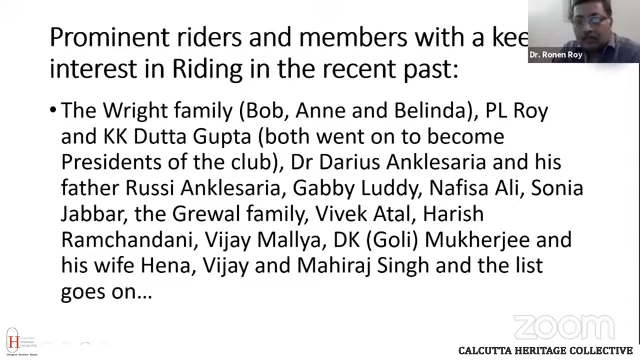 Prominent riders and members with a kee
interest in Riding in the recent past:
• The Wright family (Bob, Anne and Belinda), PL Roy
and KK Dutta Gupta (both went on to become
Presidents of the club), Dr Darius Anklesaria and his
father Russi Anklesaria, Gabby Luddy, Nafisa Ali, Sonia
Jabbar, the Grewal family, Vivek Atal, Harish
Ramchandani, Vijay Mallya, DK (Goli) Mukherjee and
his wife Hena, Vijay and Mahiraj Singh and the list
goes on...
Dr. Ronen Roy
H
zoom
CALCUTTA HERITAGE COLLECTIVE